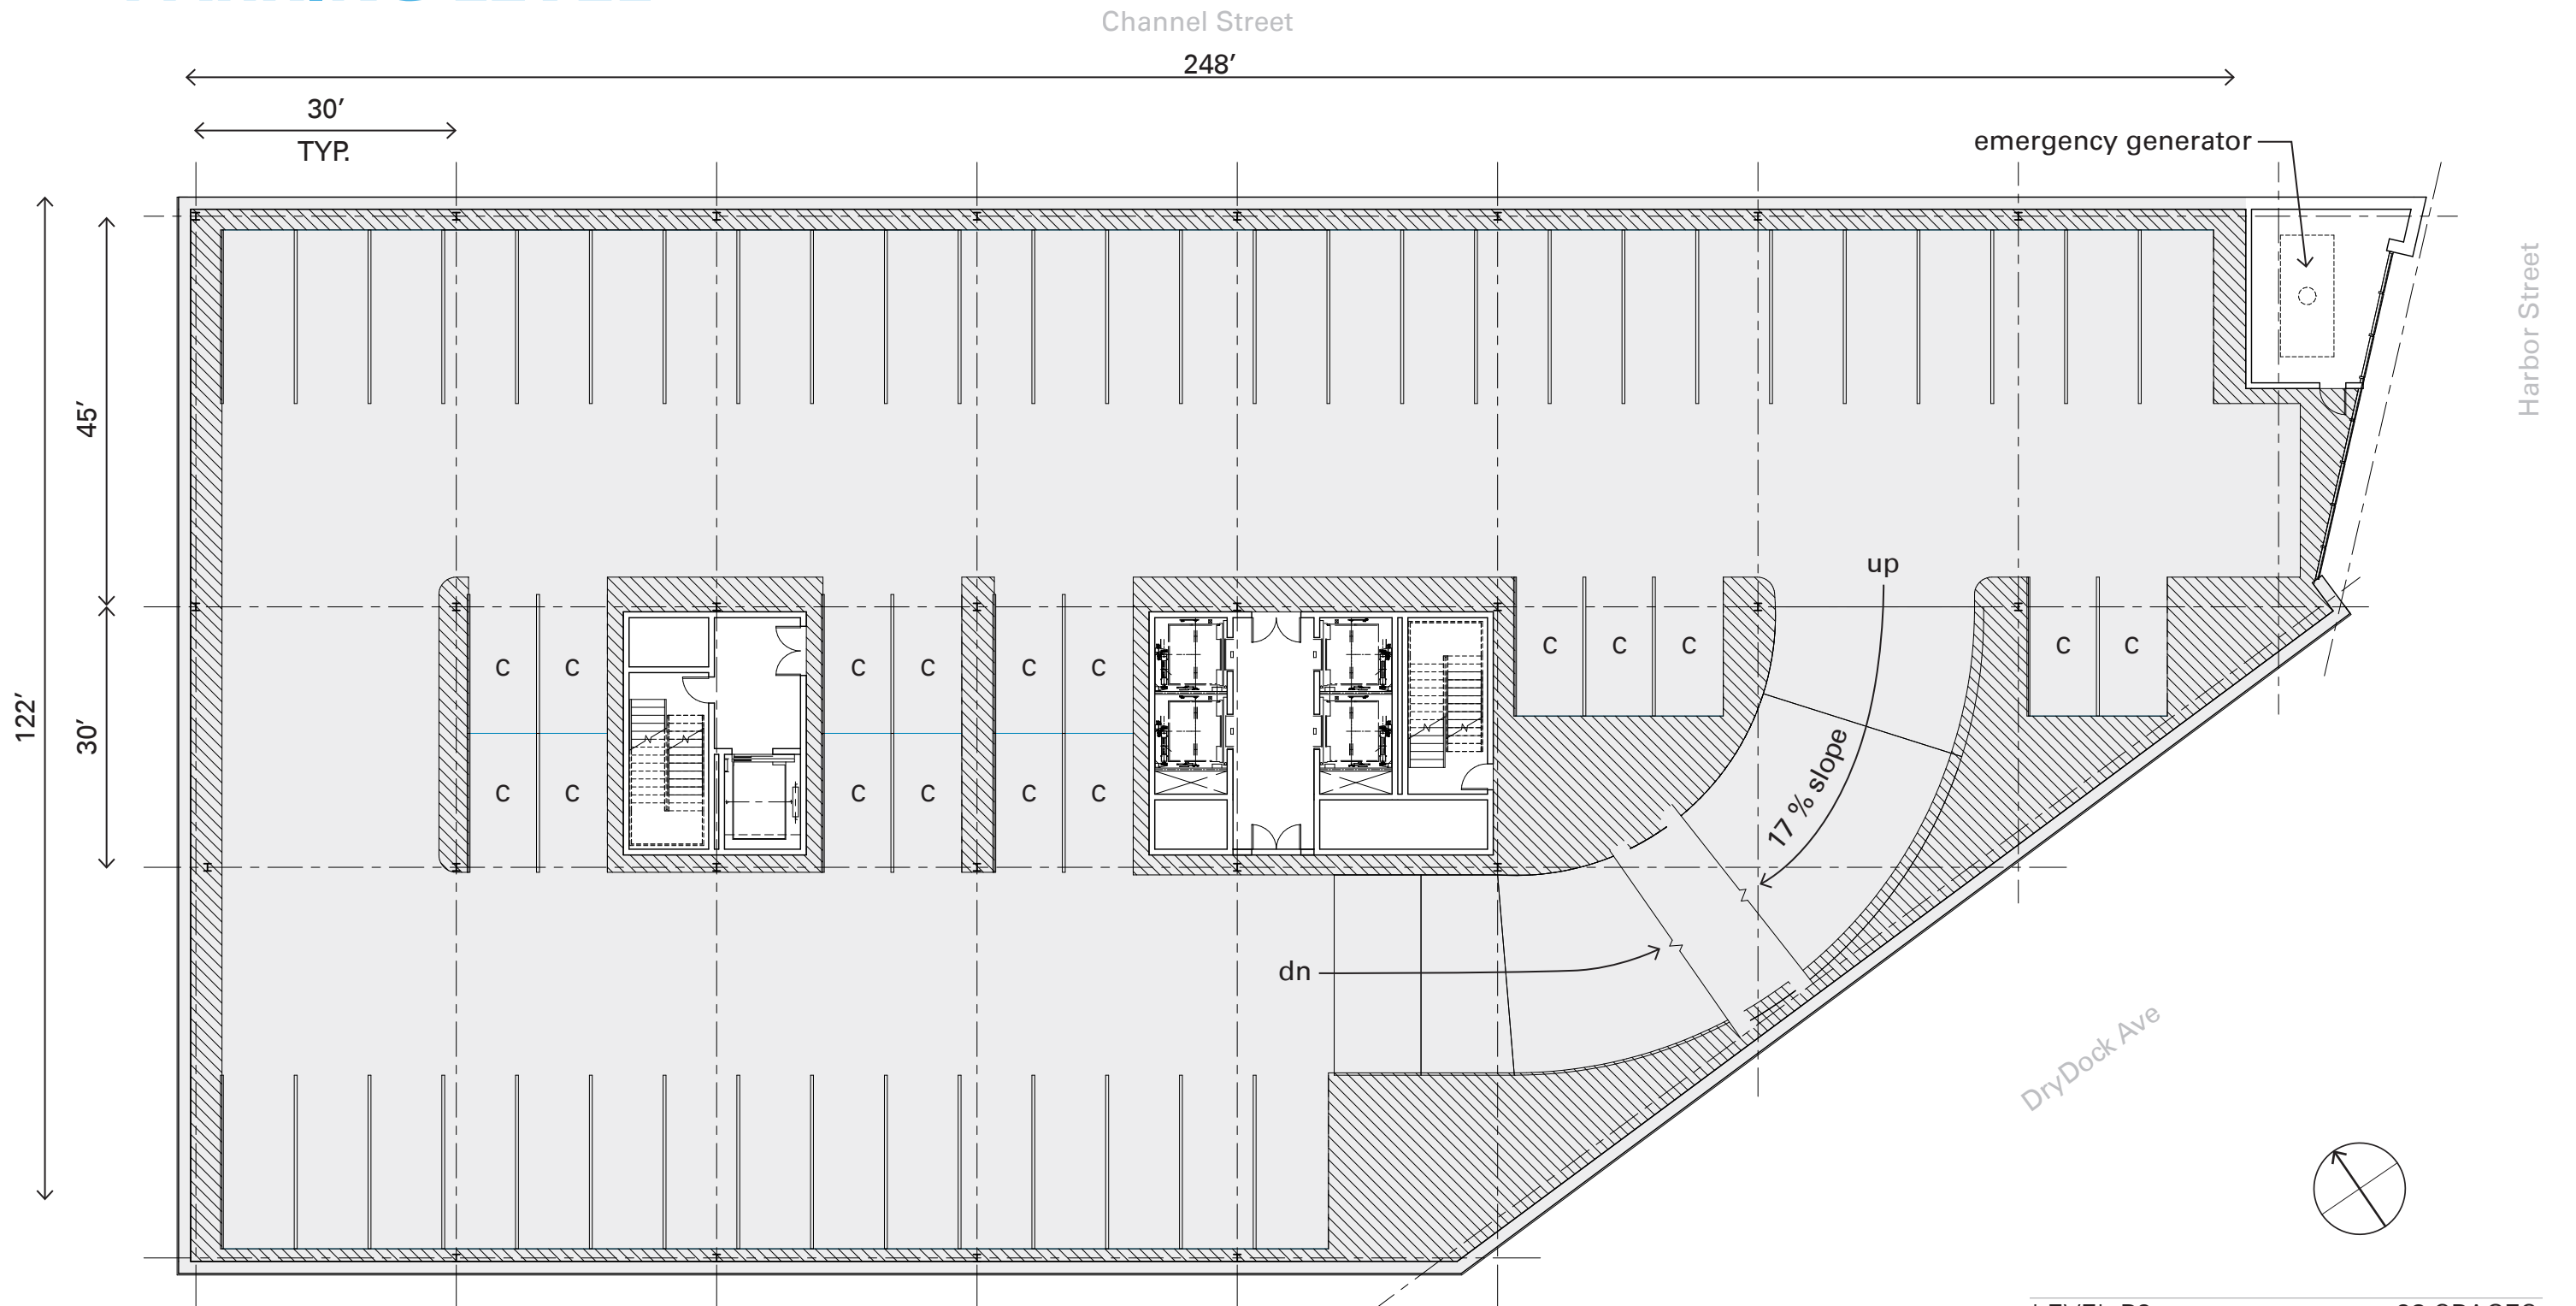 Channel Street
248’
30’
TYP.
emergency generator
Harbor Street
45’
up
C C C C C
C C C C C C
122’
30’
17 % slope
C C C C C C
dn
DryDock Ave